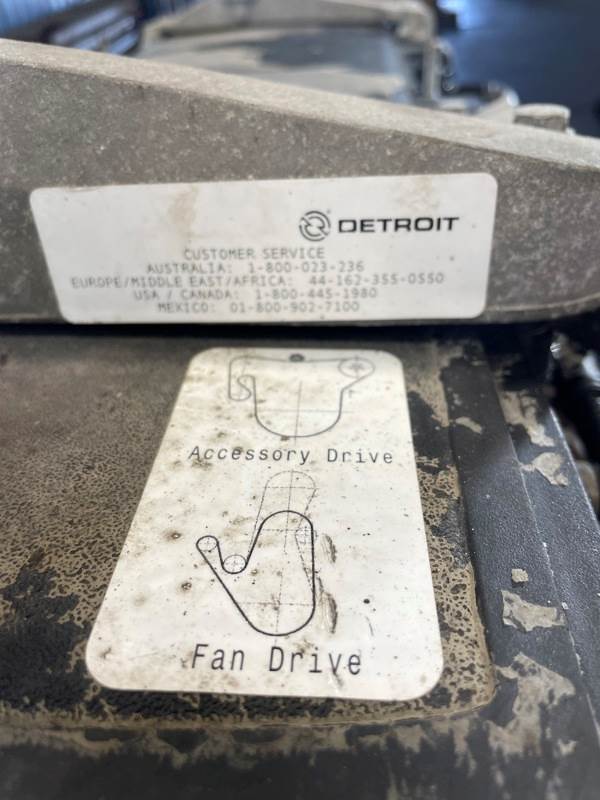 DETROIT
CUSTOMER SERVICE
AUSTRALIA: 1-800-023-236
EUROPE/MIDDLE EAST/AFRICA: 44-162-355-0550
USA / CANADA: 1-800-445-1980
MEXICO: 01-800-902-7100
Accessory Drive
Fan Drive